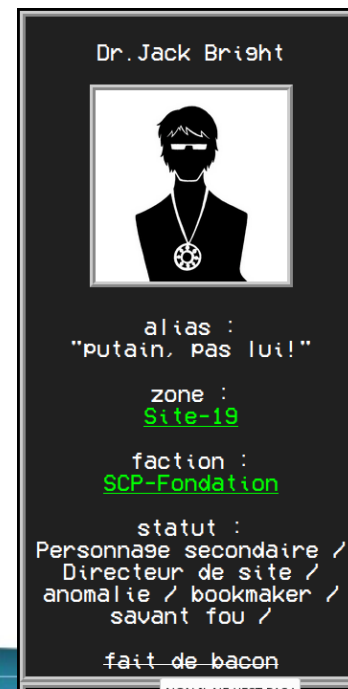 Dr.Jack Bright
alias :
"putain, pas lui!"
zone :
Site-19
faction :
SCP-Fondation
statut :
Personnage secondaire /
Directeur de site /
anomalie / bookmaker /
savant fou /
fait de bacon